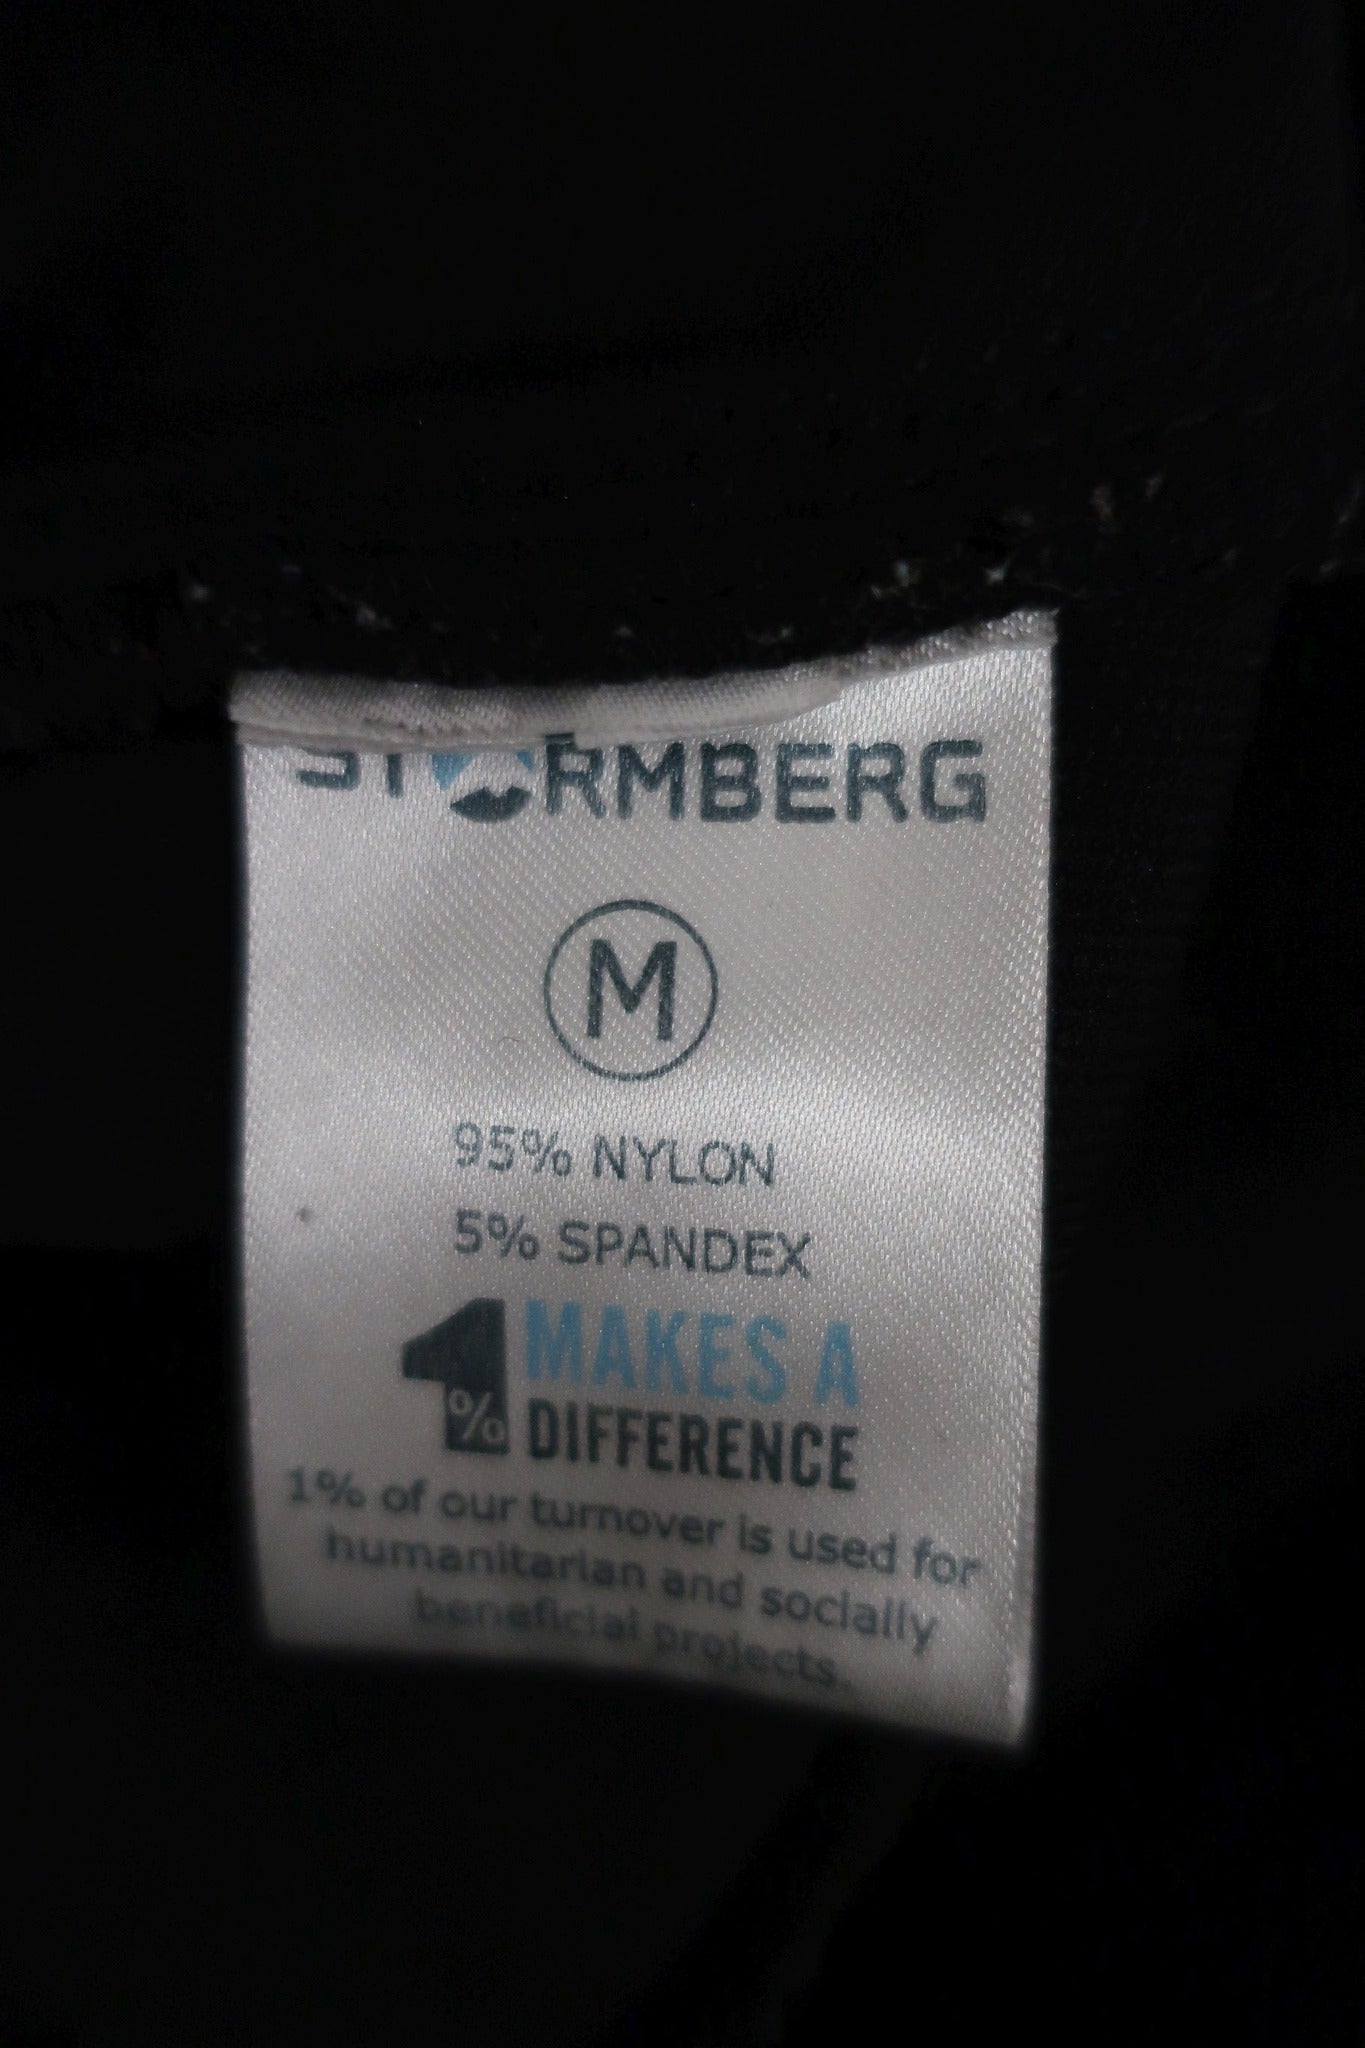 STORMBERG
M
95% NYLON
5% SPANDEX
1% MAKES A
DIFFERENCE
1% of our turnover is used for
humanitarian and socially
beneficial projects.